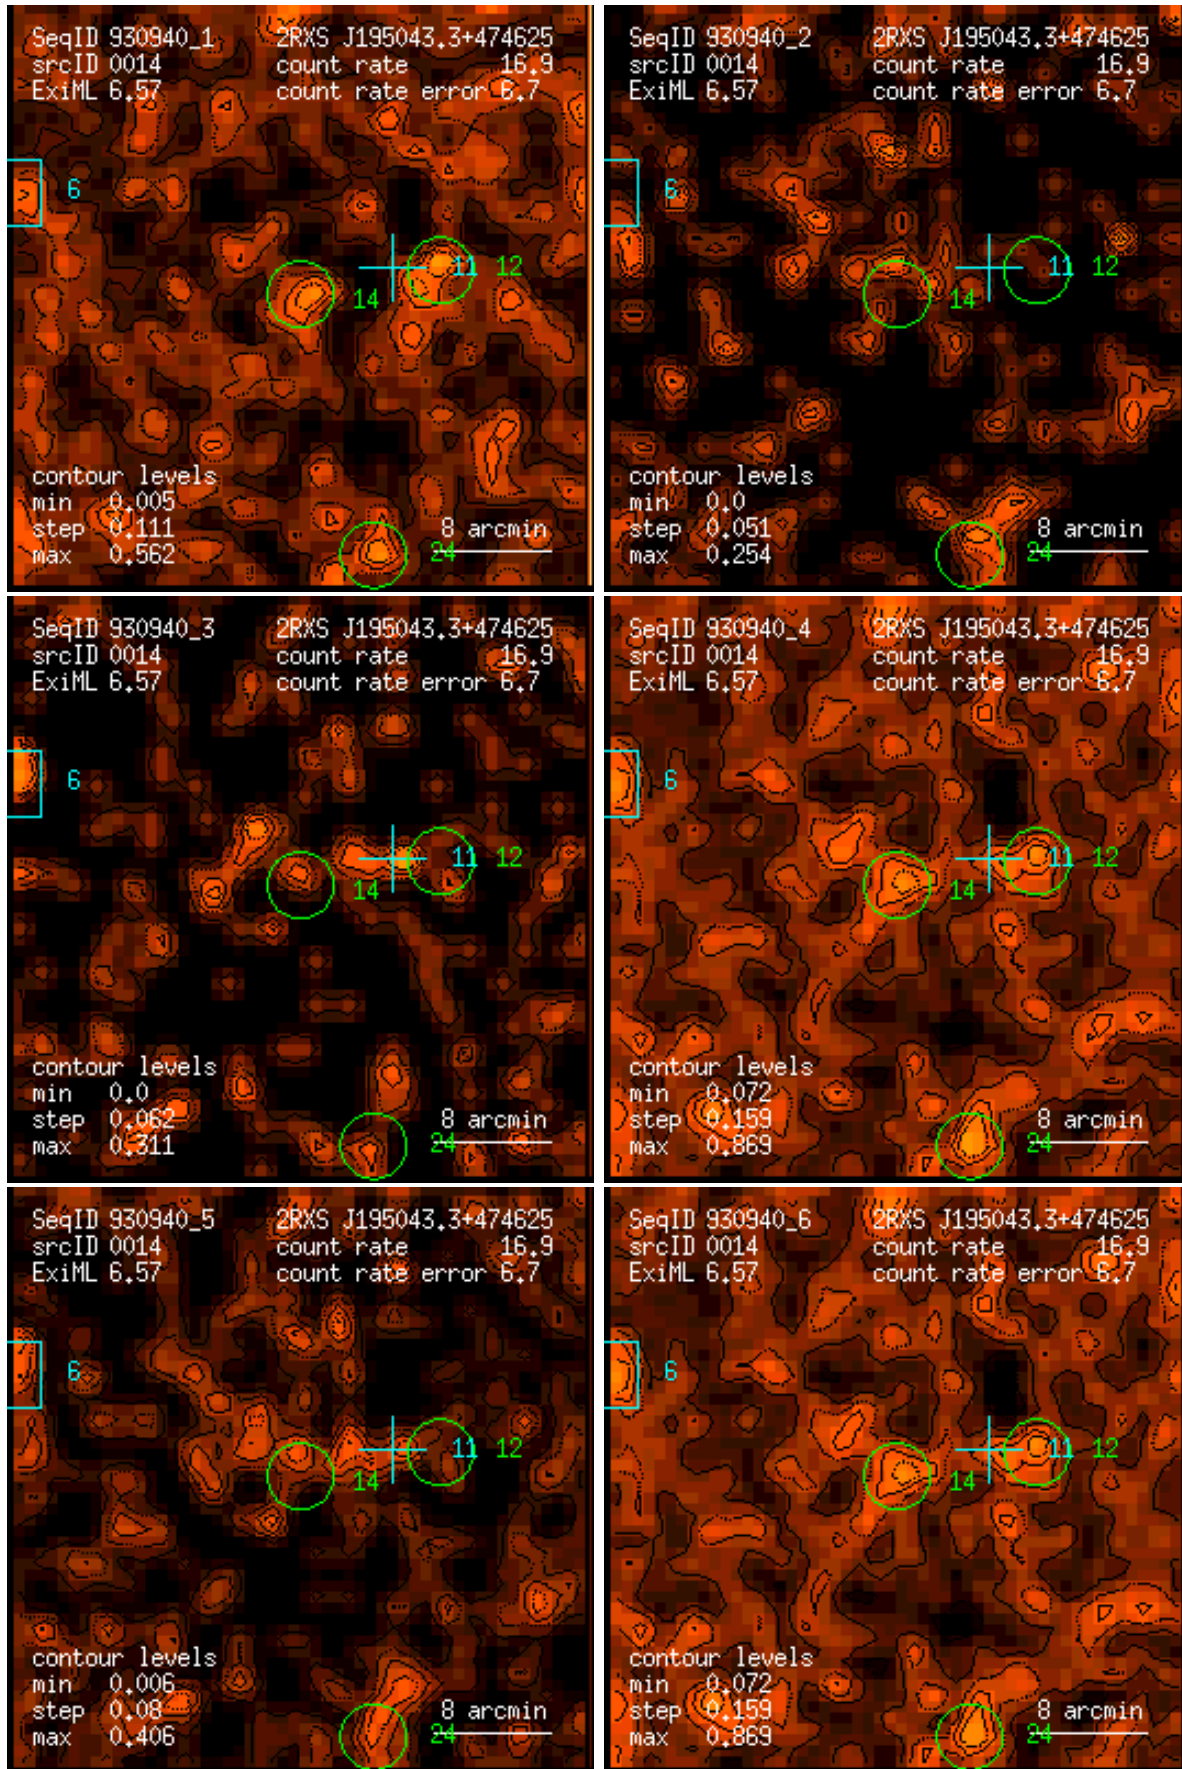 SeqID 930940_1 2RXS J195043.3+474625
srcID 0014 count rate 16.9
ExiML 6.57 count rate error 6.7
6
11 12
14
contour levels
min 0.005
step 0.111 8 arcmin
max 0.562 24
SeqID 930940_2 2RXS J195043.3+474625
srcID 0014 count rate 16.9
ExiML 6.57 count rate error 6.7
6
11 12
14
contour levels
min 0.0
step 0.051 8 arcmin
max 0.254 24
SeqID 930940_3 2RXS J195043.3+474625
srcID 0014 count rate 16.9
ExiML 6.57 count rate error 6.7
6
11 12
14
contour levels
min 0.0
step 0.062 8 arcmin
max 0.311 24
SeqID 930940_4 2RXS J195043.3+474625
srcID 0014 count rate 16.9
ExiML 6.57 count rate error 6.7
6
11 12
14
contour levels
min 0.072
step 0.159 8 arcmin
max 0.869 24
SeqID 930940_5 2RXS J195043.3+474625
srcID 0014 count rate 16.9
ExiML 6.57 count rate error 6.7
6
11 12
14
contour levels
min 0.006
step 0.08 8 arcmin
max 0.406 24
SeqID 930940_6 2RXS J195043.3+474625
srcID 0014 count rate 16.9
ExiML 6.57 count rate error 6.7
6
11 12
14
contour levels
min 0.072
step 0.159 8 arcmin
max 0.869 24